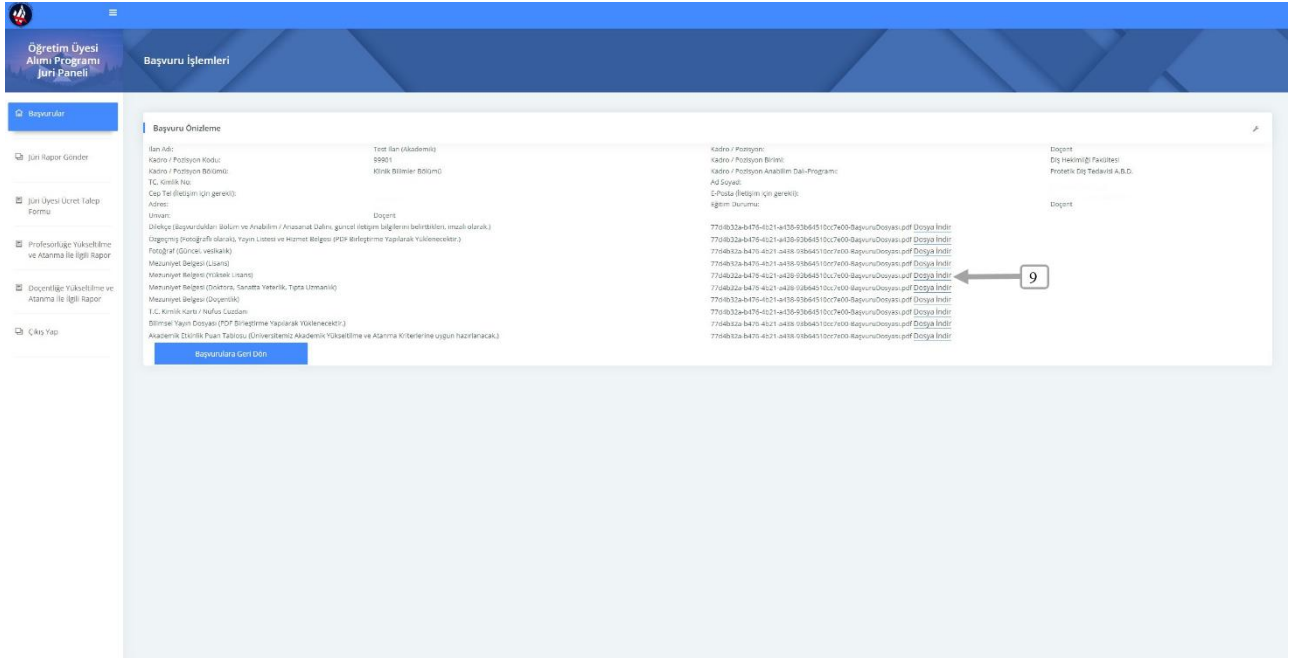 Öğretim Üyesi
Alımı Programı
Juri Paneli
Başvuru İşlemleri
Başvurular
Jüri Rapor Gönder
Jüri Üyesi Ücret Talep
Formu
Profesörlüğe Yükseltilme
ve Atanma İle İlgili Rapor
Doçentliğe Yükseltilme ve
Atanma İle İlgili Rapor
Çıkış Yap
Başvuru Önizleme
İlan Adı: Test İlan (Akademik) Kadro / Pozisyon: Doçent
Kadro / Pozisyon Kodu: 99901 Kadro / Pozisyon Birimi: Diş Hekimliği Fakültesi
Kadro / Pozisyon Bölümü: Klinik Bilimler Bölümü Kadro / Pozisyon Anabilim Dalı-Programı: Protetik Diş Tedavisi A.B.D.
T.C. Kimlik No: Ad Soyad:
Cep Tel (İletişim için gerekli): E-Posta (İletişim için gerekli):
Adres: Eğitim Durumu: Doçent
Unvan: Doçent
Dilekçe (Başvurdukları Bölüm ve Anabilim / Anasanat Dalını, güncel iletişim bilgilerini belirttikleri, imzalı olarak.) 77d4b32a-b476-4b21-a438-93b64510cc7e00-BaşvuruDosyası.pdf Dosya İndir
Özgeçmiş (Fotoğraflı olarak), Yayın Listesi ve Hizmet Belgesi (PDF Birleştirme Yapılarak Yüklenecektir.) 77d4b32a-b476-4b21-a438-93b64510cc7e00-BaşvuruDosyası.pdf Dosya İndir
Fotoğraf (Güncel, vesikalık) 77d4b32a-b476-4b21-a438-93b64510cc7e00-BaşvuruDosyası.pdf Dosya İndir
Mezuniyet Belgesi (Lisans) 77d4b32a-b476-4b21-a438-93b64510cc7e00-BaşvuruDosyası.pdf Dosya İndir
Mezuniyet Belgesi (Yüksek Lisans) 77d4b32a-b476-4b21-a438-93b64510cc7e00-BaşvuruDosyası.pdf Dosya İndir 9
Mezuniyet Belgesi (Doktora, Sanatta Yeterlik, Tıpta Uzmanlık) 77d4b32a-b476-4b21-a438-93b64510cc7e00-BaşvuruDosyası.pdf Dosya İndir
Mezuniyet Belgesi (Doçentlik) 77d4b32a-b476-4b21-a438-93b64510cc7e00-BaşvuruDosyası.pdf Dosya İndir
T.C. Kimlik Kartı / Nüfus Cüzdanı 77d4b32a-b476-4b21-a438-93b64510cc7e00-BaşvuruDosyası.pdf Dosya İndir
Bilimsel Yayın Dosyası (PDF Birleştirme Yapılarak Yüklenecektir.) 77d4b32a-b476-4b21-a438-93b64510cc7e00-BaşvuruDosyası.pdf Dosya İndir
Akademik Etkinlik Puan Tablosu (Üniversitemiz Akademik Yükseltilme ve Atanma Kriterlerine uygun hazırlanacak.) 77d4b32a-b476-4b21-a438-93b64510cc7e00-BaşvuruDosyası.pdf Dosya İndir
Başvurulara Geri Dön